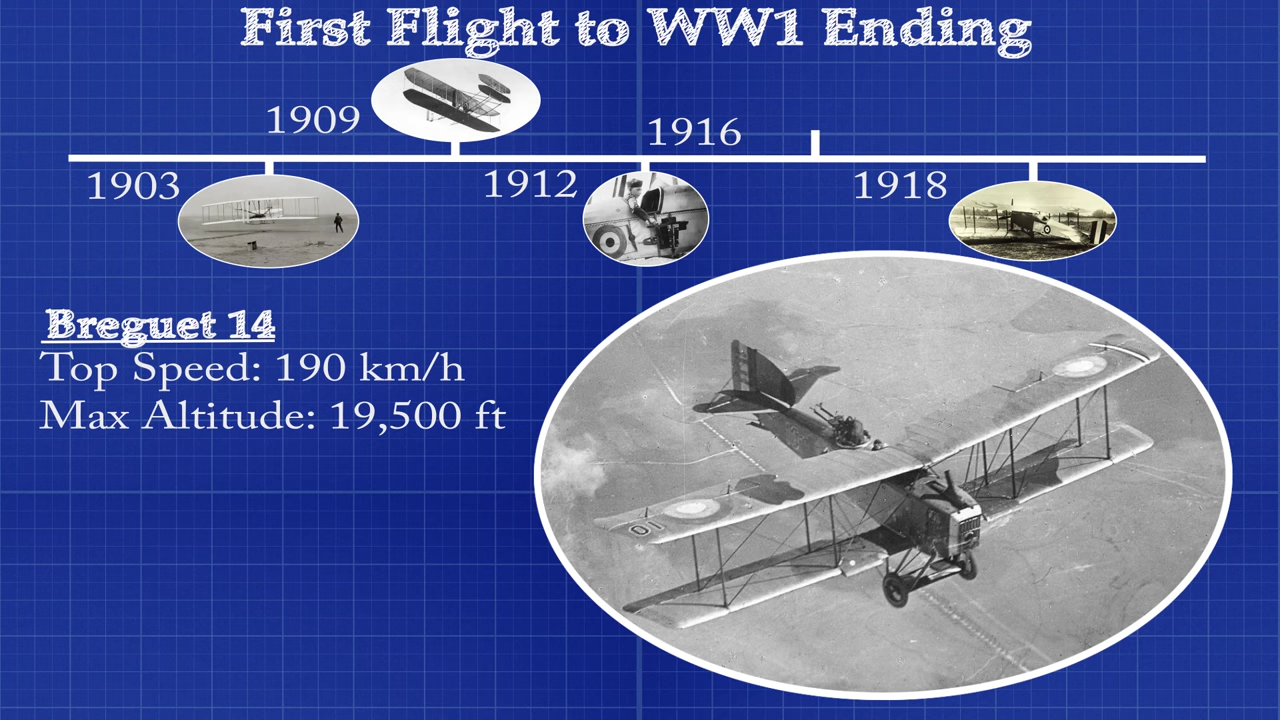 First Flight to WW1 Ending
1909
1916
1903
1912
1918
Breguet 14
Top Speed: 190 km/h
Max Altitude: 19,500 ft
10